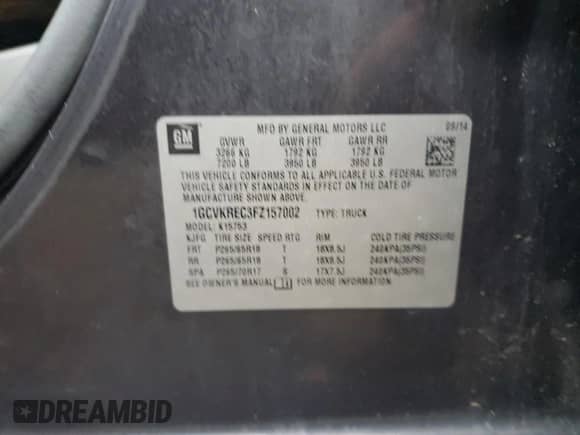 GM
MFD BY GENERAL MOTORS LLC 09/14
GVWR GAWR FRT GAWR RR
3266 KG 1792 KG 1792 KG
7200 LB 3950 LB 3950 LB
THIS VEHICLE CONFORMS TO ALL APPLICABLE U.S. FEDERAL MOTOR
VEHICLE SAFETY STANDARDS IN EFFECT ON THE DATE OF
MANUFACTURE SHOWN ABOVE.
1GCVKREC3FZ157002 TYPE: TRUCK
MODEL: K15753
KJFG TIRE SIZE SPEED RTG RIM COLD TIRE PRESSURE
FRT P265/65R18 T 18X8.5J 240KPA(35PSI)
RR P265/65R18 T 18X8.5J 240KPA(35PSI)
SPA P265/70R17 S 17X7.5J 240KPA(35PSI)
SEE OWNER'S MANUAL FOR MORE INFORMATION
DREAMBID